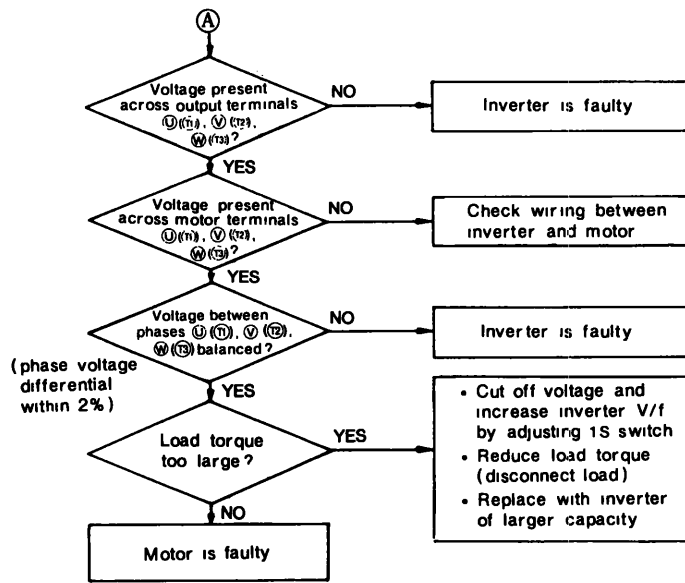 Ⓐ
Voltage present
across output terminals
Ⓤ((T1)), Ⓥ((T2)),
Ⓦ((T3))?
NO
Inverter is faulty
YES
Voltage present
across motor terminals
Ⓤ((T1)), Ⓥ((T2)),
Ⓦ((T3))?
NO
Check wiring between
inverter and motor
YES
Voltage between
phases Ⓤ (T1), Ⓥ (T2),
Ⓦ (T3) balanced?
NO
Inverter is faulty
(phase voltage
differential
within 2%)
YES
Load torque
too large?
YES
• Cut off voltage and
increase inverter V/f
by adjusting 1S switch
• Reduce load torque
(disconnect load)
• Replace with inverter
of larger capacity
NO
Motor is faulty